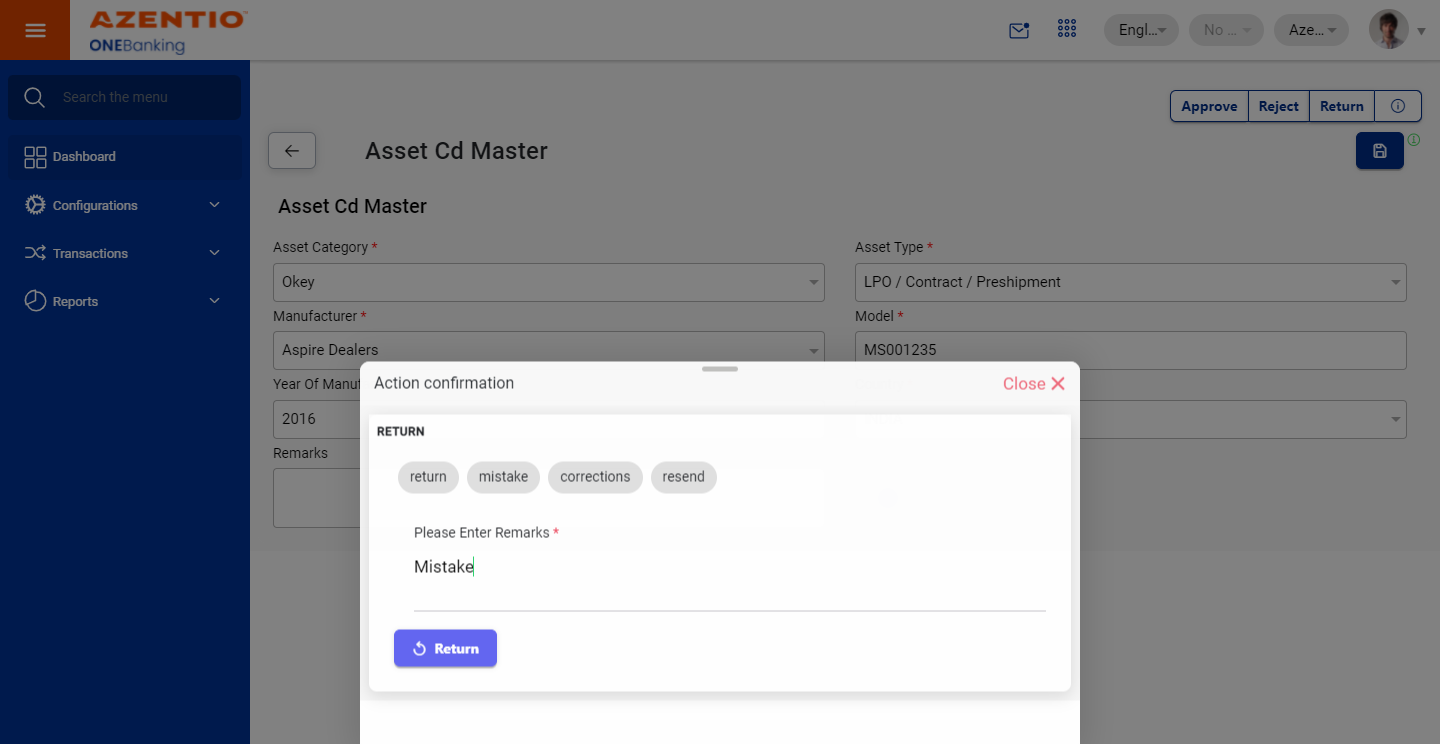 AZENTIO™
ONEBanking
Engl...
No ...
Aze...
Search the menu
Dashboard
Configurations
Transactions
Reports
Approve
Reject
Return
Asset Cd Master
Asset Cd Master
Asset Category *
Asset Type *
Okey
LPO / Contract / Preshipment
Manufacturer *
Model *
Aspire Dealers
MS001235
Year Of Manuf
2016
Remarks
Action confirmation
Close
RETURN
return
mistake
corrections
resend
Please Enter Remarks *
Mistake
Return